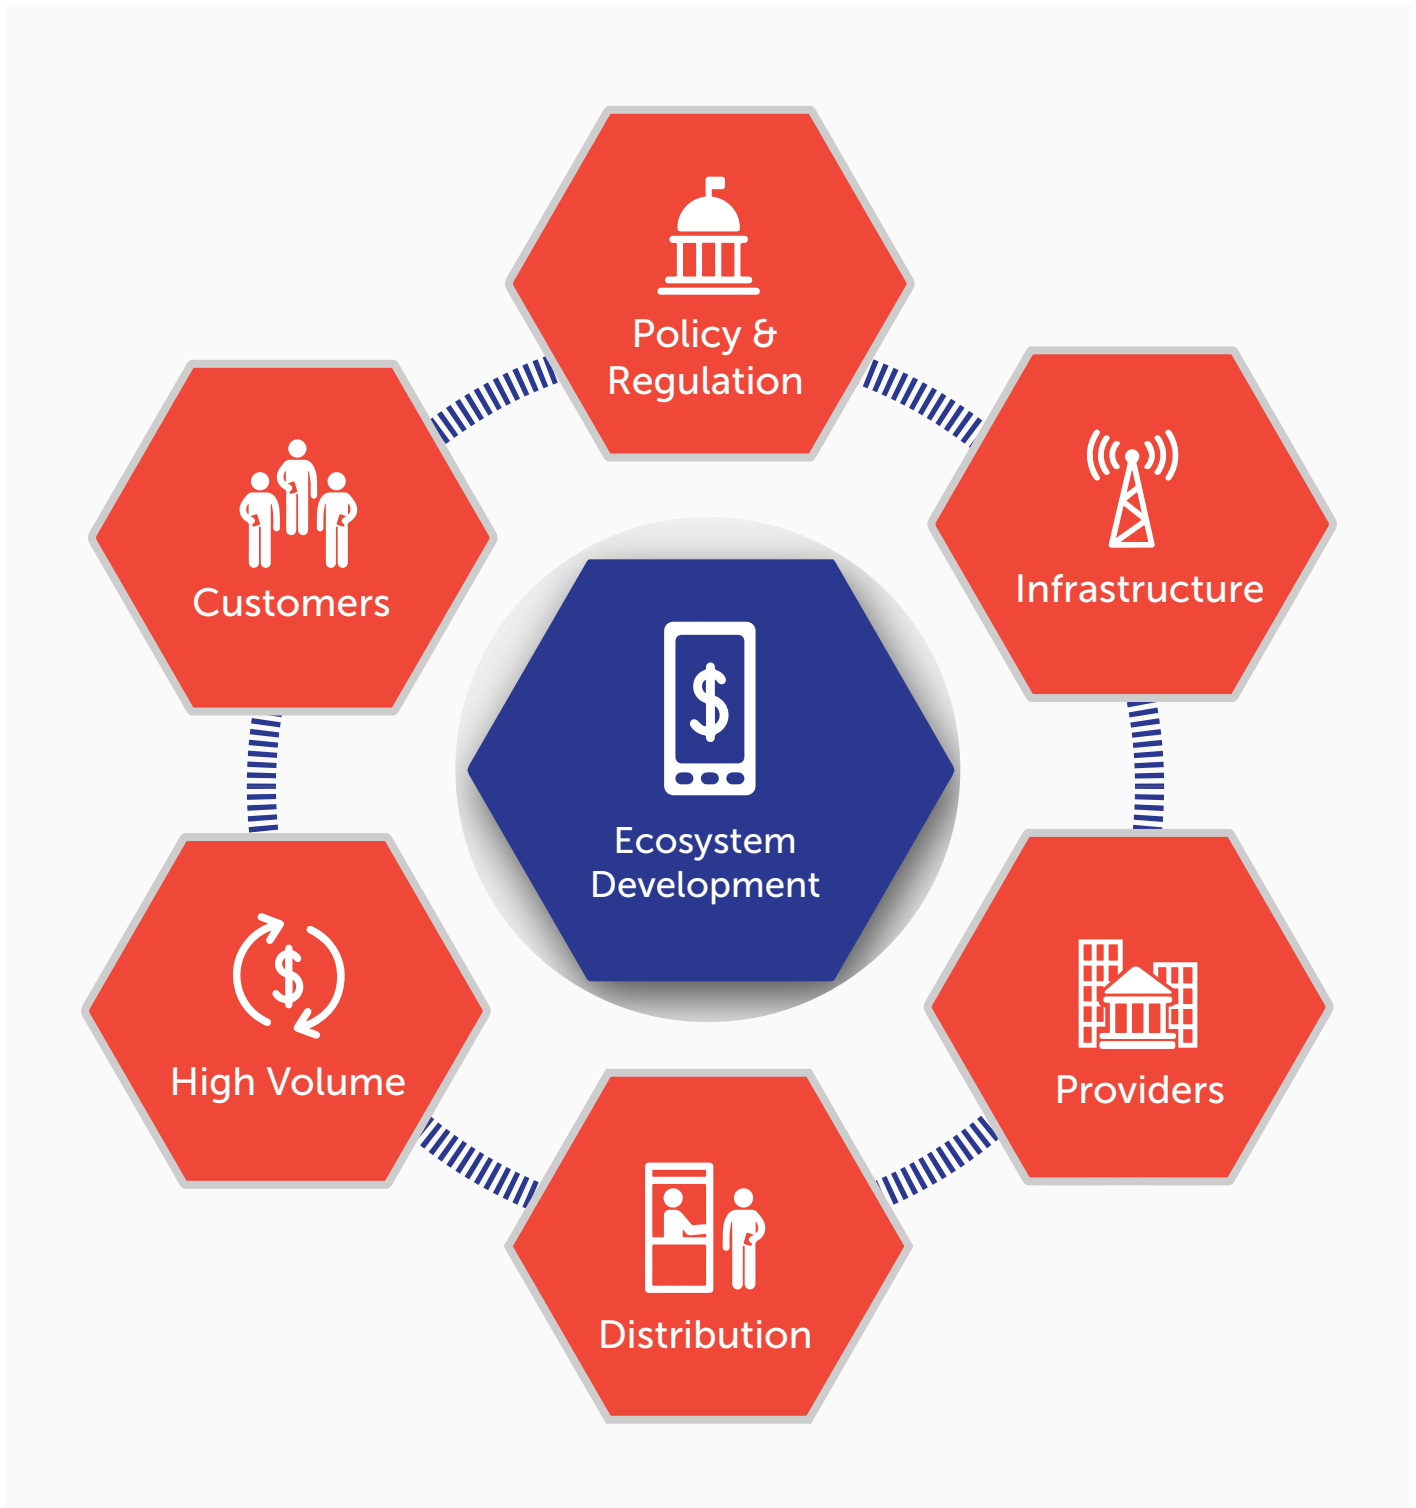 Policy &
Regulation
Customers
Infrastructure
Ecosystem
Development
High Volume
Providers
Distribution